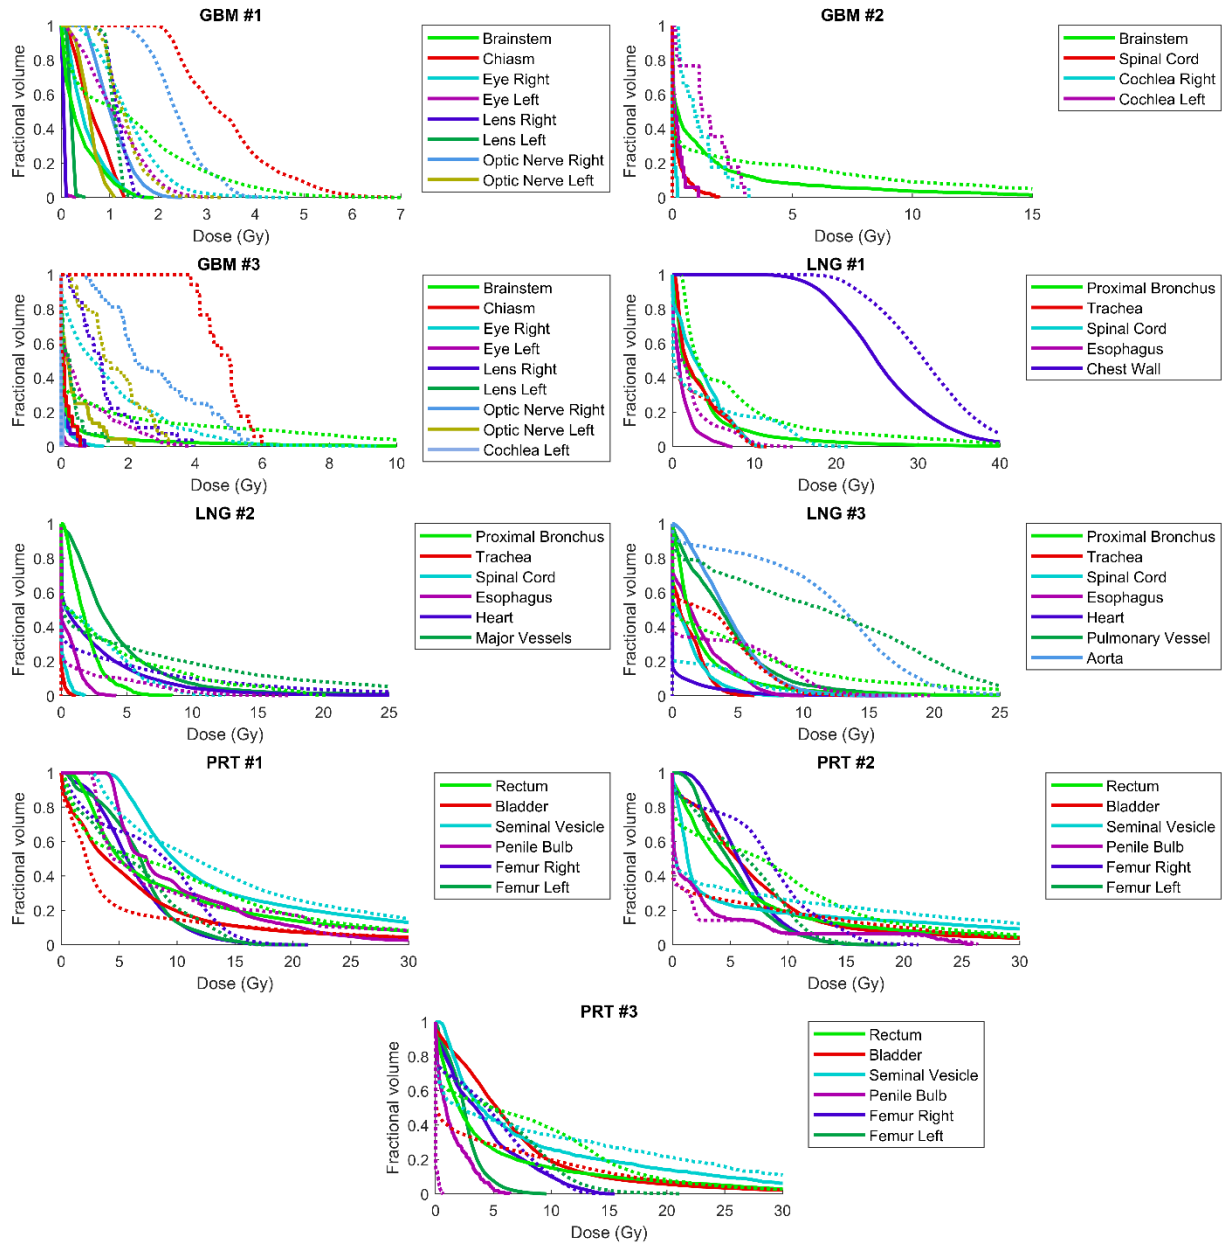 GBM #1
Fractional volume
1
0.8
0.6
0.4
0.2
0
0 1 2 3 4 5 6 7
Dose (Gy)
Brainstem
Chiasm
Eye Right
Eye Left
Lens Right
Lens Left
Optic Nerve Right
Optic Nerve Left
GBM #2
Fractional volume
1
0.8
0.6
0.4
0.2
0
0 5 10 15
Dose (Gy)
Brainstem
Spinal Cord
Cochlea Right
Cochlea Left
GBM #3
Fractional volume
1
0.8
0.6
0.4
0.2
0
0 2 4 6 8 10
Dose (Gy)
Brainstem
Chiasm
Eye Right
Eye Left
Lens Right
Lens Left
Optic Nerve Right
Optic Nerve Left
Cochlea Left
LNG #1
Fractional volume
1
0.8
0.6
0.4
0.2
0
0 10 20 30 40
Dose (Gy)
Proximal Bronchus
Trachea
Spinal Cord
Esophagus
Chest Wall
LNG #2
Fractional volume
1
0.8
0.6
0.4
0.2
0
0 5 10 15 20 25
Dose (Gy)
Proximal Bronchus
Trachea
Spinal Cord
Esophagus
Heart
Major Vessels
LNG #3
Fractional volume
1
0.8
0.6
0.4
0.2
0
0 5 10 15 20 25
Dose (Gy)
Proximal Bronchus
Trachea
Spinal Cord
Esophagus
Heart
Pulmonary Vessel
Aorta
PRT #1
Fractional volume
1
0.8
0.6
0.4
0.2
0
0 5 10 15 20 25 30
Dose (Gy)
Rectum
Bladder
Seminal Vesicle
Penile Bulb
Femur Right
Femur Left
PRT #2
Fractional volume
1
0.8
0.6
0.4
0.2
0
0 5 10 15 20 25 30
Dose (Gy)
Rectum
Bladder
Seminal Vesicle
Penile Bulb
Femur Right
Femur Left
PRT #3
Fractional volume
1
0.8
0.6
0.4
0.2
0
0 5 10 15 20 25 30
Dose (Gy)
Rectum
Bladder
Seminal Vesicle
Penile Bulb
Femur Right
Femur Left